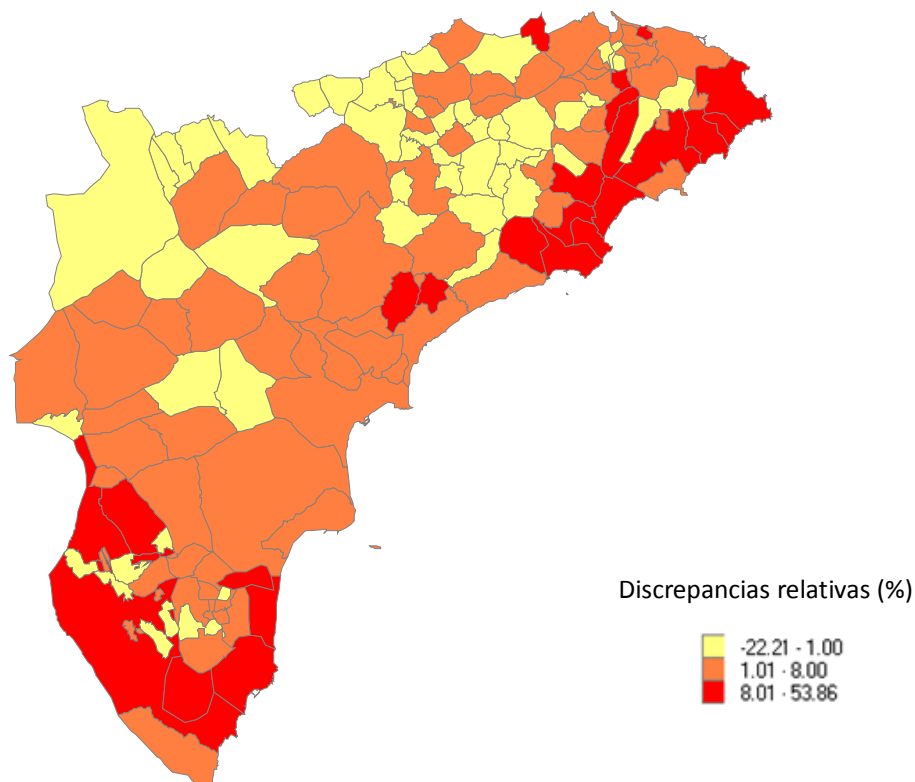 Discrepancias relativas (%)
-22.21 - 1.00
1.01 - 8.00
8.01 - 53.86